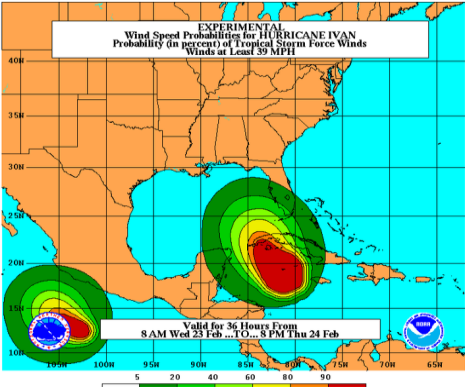 EXPERIMENTAL
Wind Speed Probabilities for HURRICANE IVAN
Probability (in percent) of Tropical Storm Force Winds
Winds at Least 39 MPH
40N
35N
30N
25N
20N
15N
10N
Valid for 36 Hours From
8 AM Wed 23 Feb ...TO... 8 PM Thu 24 Feb
NOAA
105W 100W 95W 90W 85W 80W 75W 70W 65W
5 20 40 60 80 90